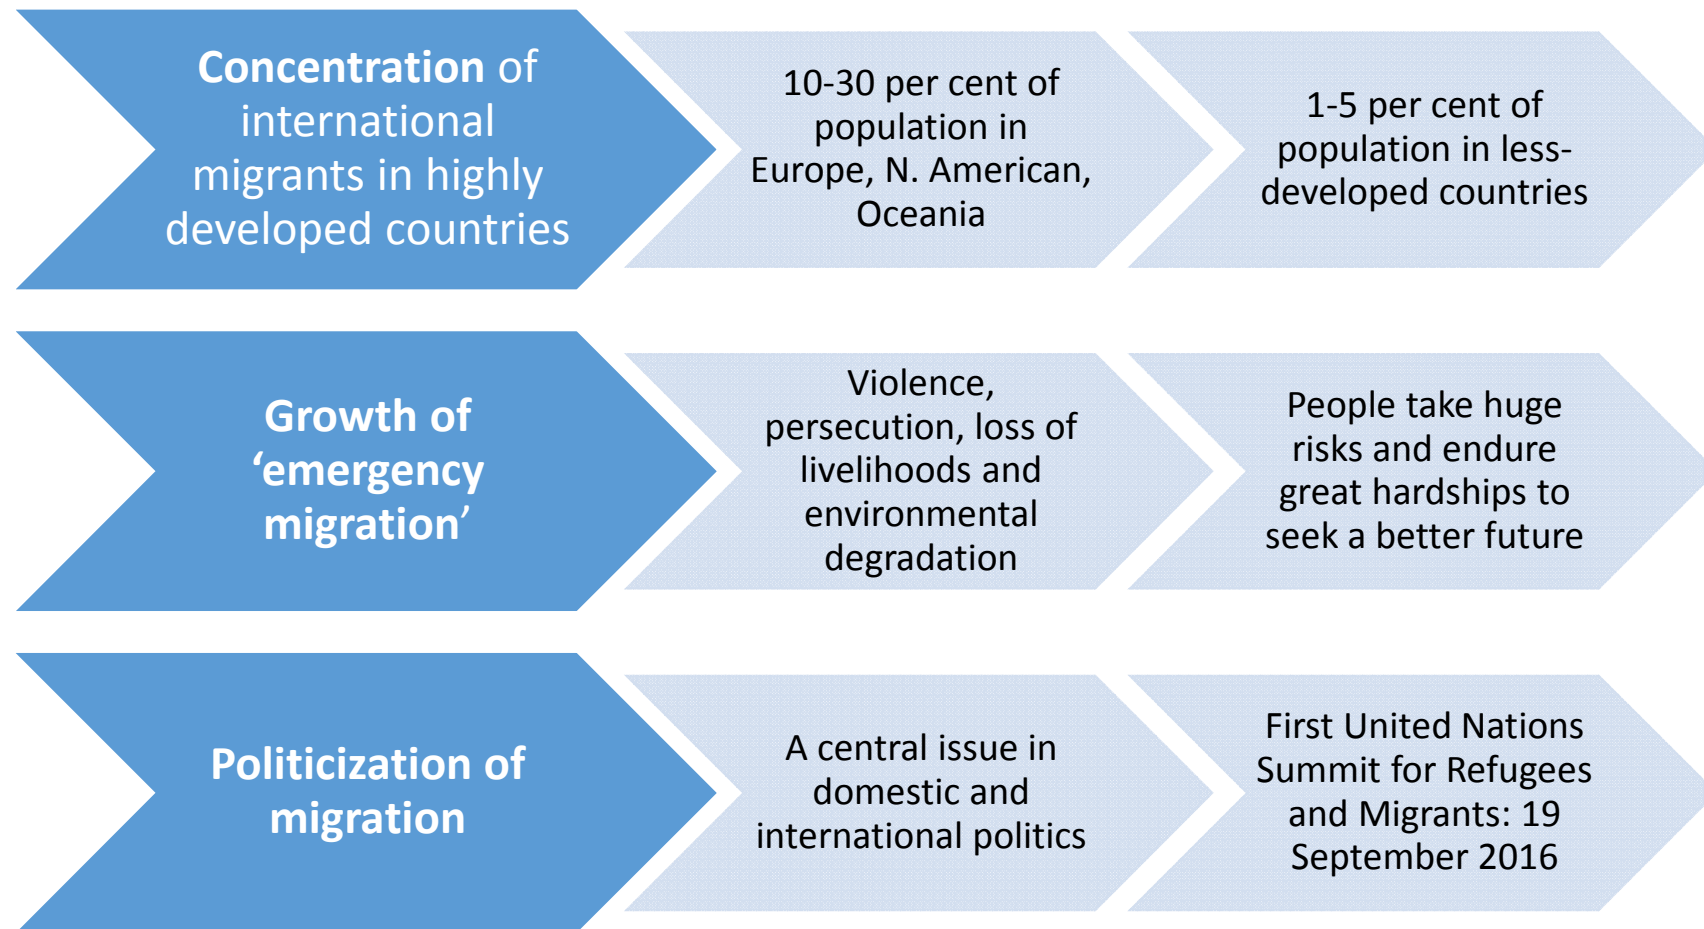 Concentration of
international
migrants in highly
developed countries
10-30 per cent of
population in
Europe, N. American,
Oceania
1-5 per cent of
population in less-
developed countries
Growth of
‘emergency
migration’
Violence,
persecution, loss of
livelihoods and
environmental
degradation
People take huge
risks and endure
great hardships to
seek a better future
Politicization of
migration
A central issue in
domestic and
international politics
First United Nations
Summit for Refugees
and Migrants: 19
September 2016